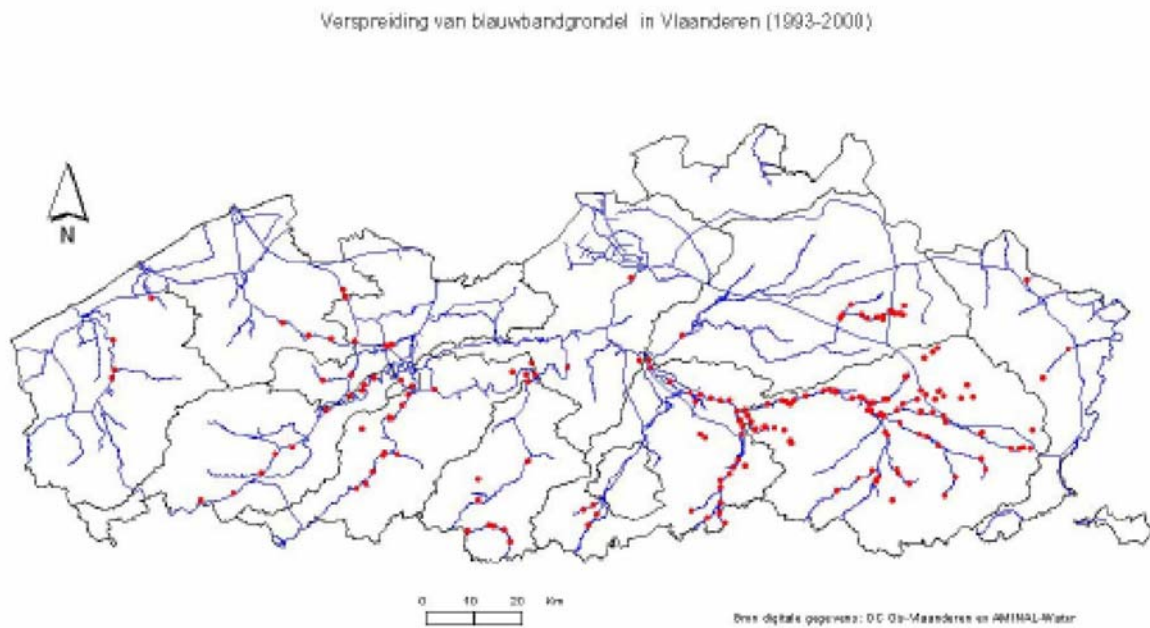 Verspreiding van blauwbandgrondel in Vlaanderen (1993-2000)
N
0 10 20 Km
Bron digitale gegevens: OC Gis-Vlaanderen en AMINAL-Water